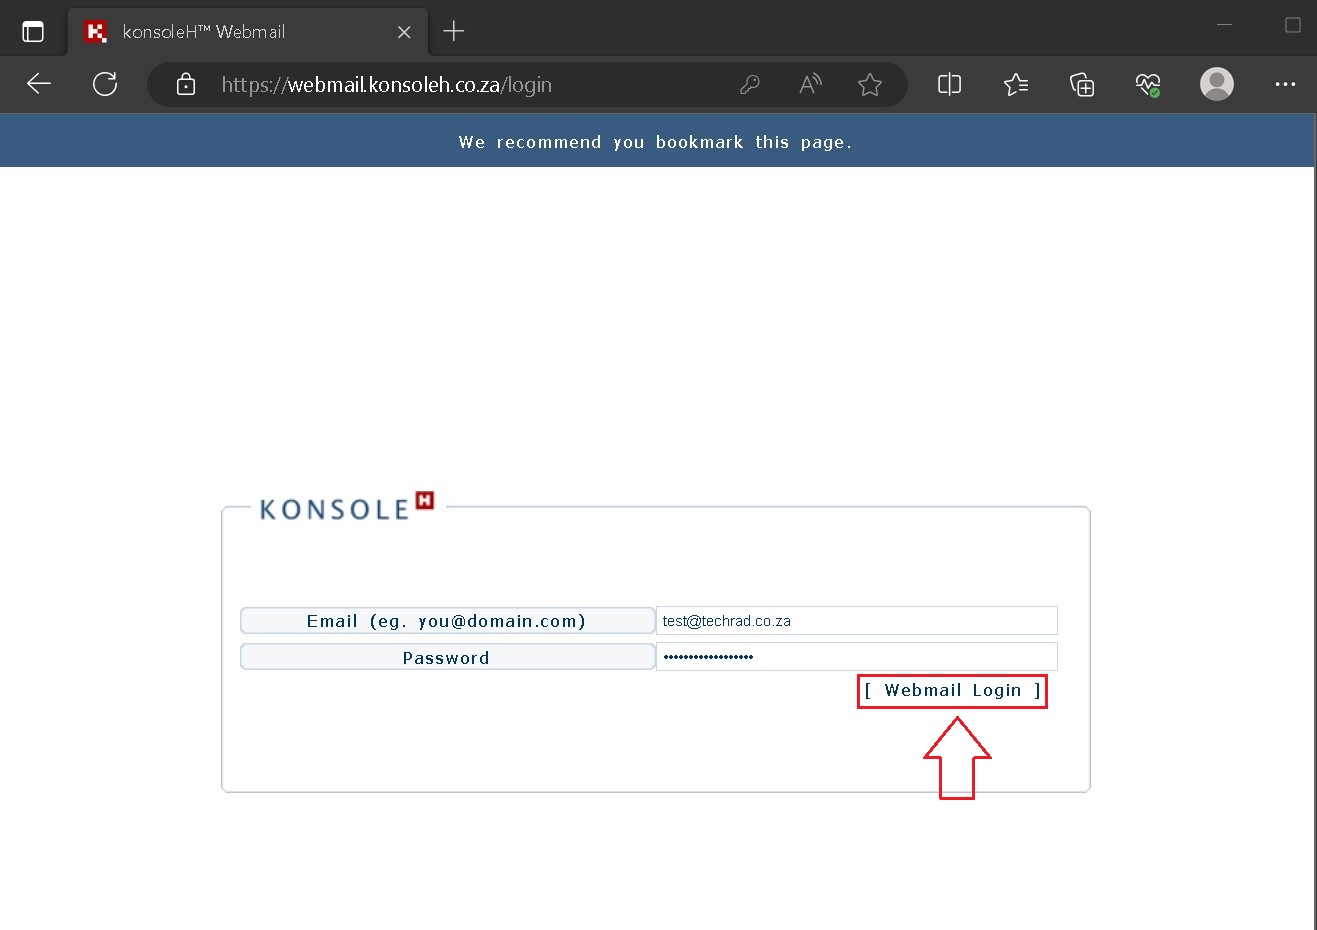 konsoleH™ Webmail
https://webmail.konsoleh.co.za/login
We recommend you bookmark this page.
KONSOLE H
Email (eg. you@domain.com)
test@techrad.co.za
Password
••••••••••••••••••
[ Webmail Login ]